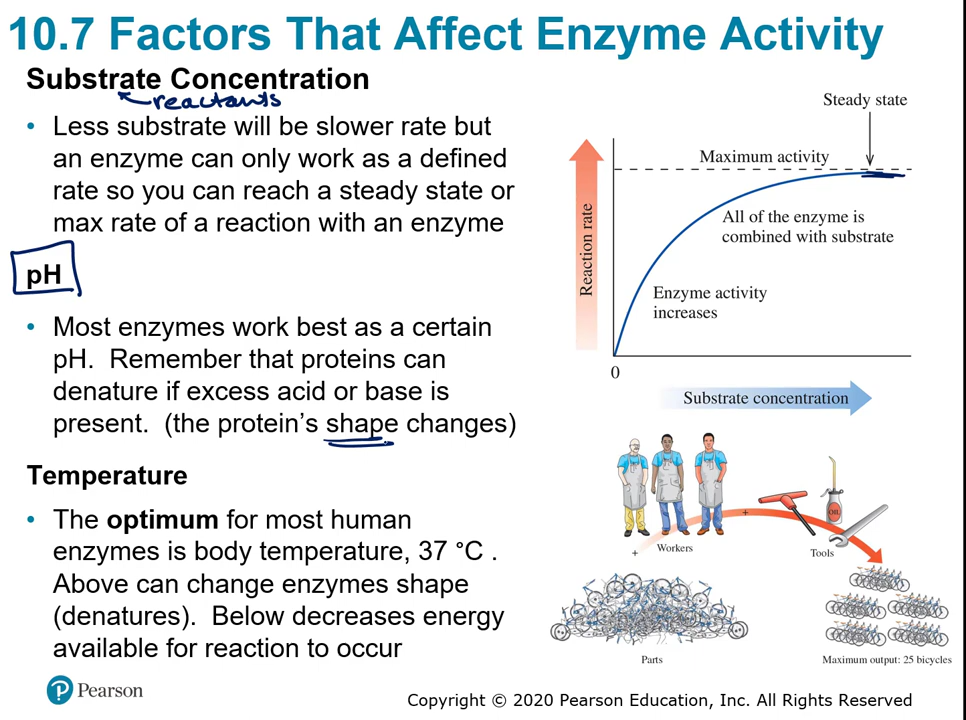 10.7 Factors That Affect Enzyme Activity
Substrate Concentration
reactants
• Less substrate will be slower rate but
an enzyme can only work as a defined
rate so you can reach a steady state or
max rate of a reaction with an enzyme
pH
• Most enzymes work best as a certain
pH. Remember that proteins can
denature if excess acid or base is
present. (the protein's shape changes)
Temperature
• The optimum for most human
enzymes is body temperature, 37 °C .
Above can change enzymes shape
(denatures). Below decreases energy
available for reaction to occur
Steady state
Maximum activity
All of the enzyme is
combined with substrate
Enzyme activity
increases
Reaction rate
0
Substrate concentration
+
Workers
+
OIL
Tools
Parts
Maximum output: 25 bicycles
P Pearson
Copyright © 2020 Pearson Education, Inc. All Rights Reserved